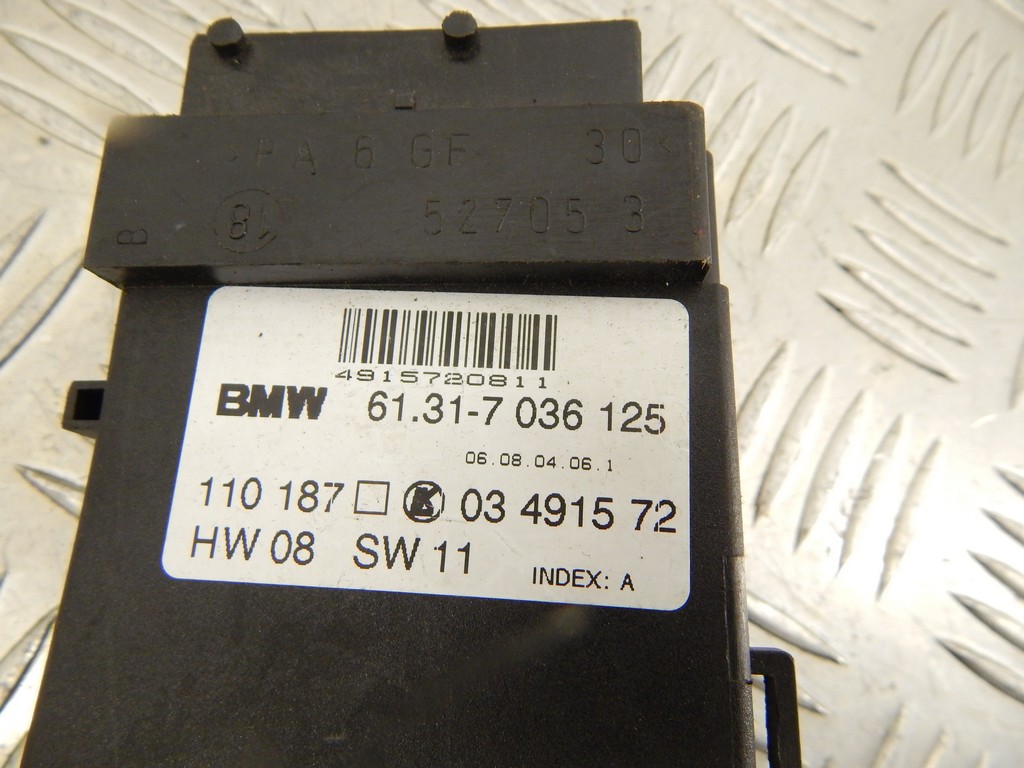 >PA 6 GF 30<
B 8 52705 3
4915720811
BMW 61.31-7 036 125
06.08.04.06.1
110 187 □ K 03 4915 72
HW 08 SW 11
INDEX: A